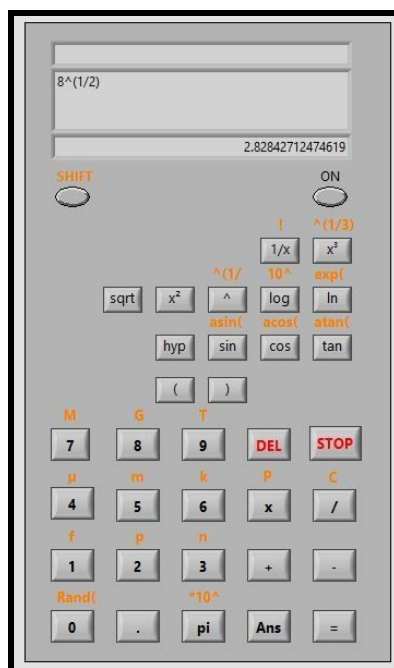 8^(1/2)
2.82842712474619
SHIFT ON
! ^(1/3)
1/x x³
^(1/ 10^ exp(
sqrt x² ^ log ln
asin( acos( atan(
hyp sin cos tan
( )
M G T
7 8 9 DEL STOP
µ m k P C
4 5 6 x /
f p n
1 2 3 + -
Rand( *10^
0 . pi Ans =